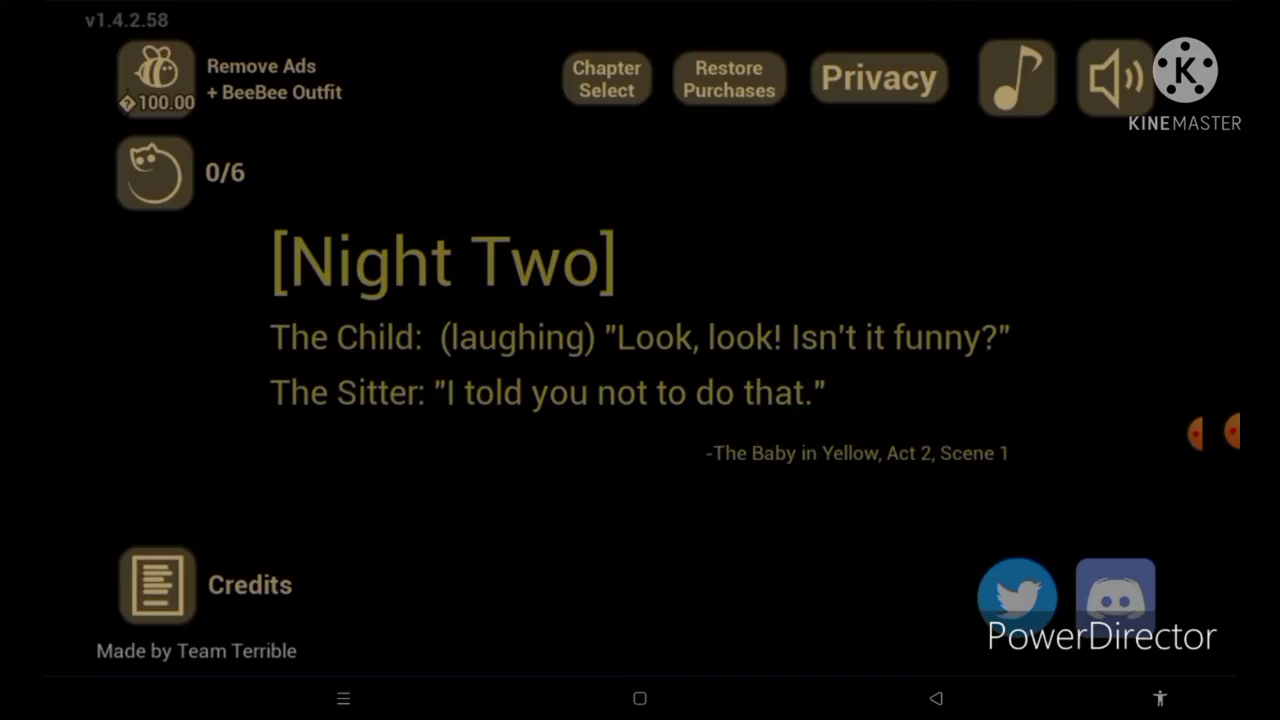 v1.4.2.58
Remove Ads
+ BeeBee Outfit
100.00
Chapter
Select
Restore
Purchases
Privacy
K
KINEMASTER
0/6
[Night Two]
The Child: (laughing) "Look, look! Isn't it funny?"
The Sitter: "I told you not to do that."
-The Baby in Yellow, Act 2, Scene 1
Credits
Made by Team Terrible
PowerDirector